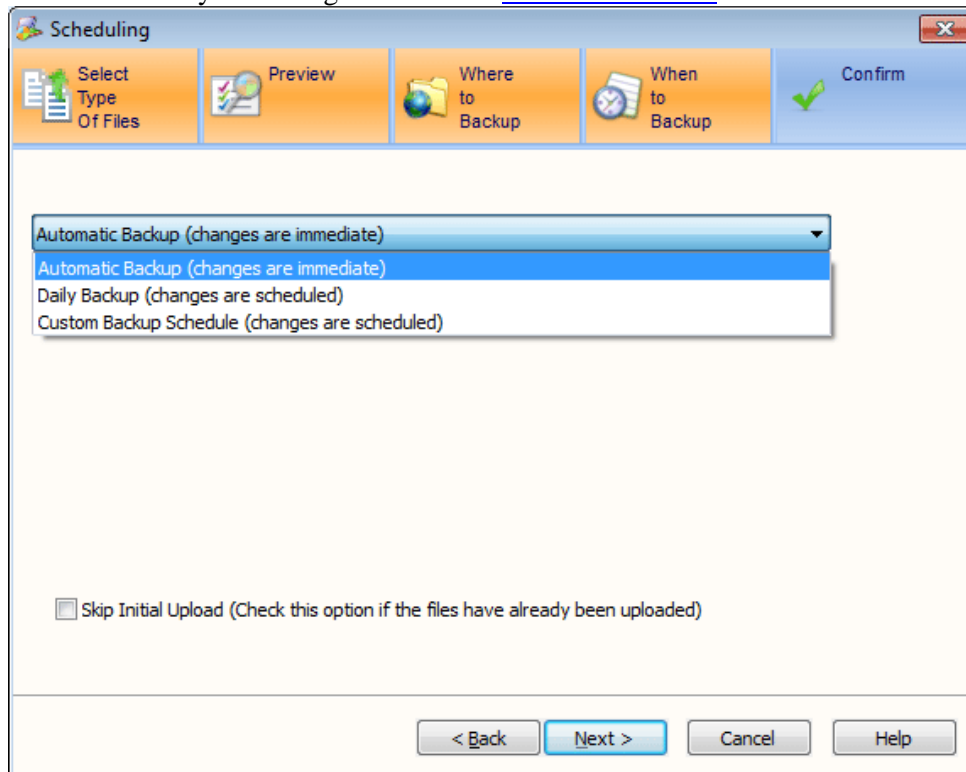 Scheduling
Select
Type
Of Files
Preview
Where
to
Backup
When
to
Backup
Confirm
Automatic Backup (changes are immediate)
Automatic Backup (changes are immediate)
Daily Backup (changes are scheduled)
Custom Backup Schedule (changes are scheduled)
Skip Initial Upload (Check this option if the files have already been uploaded)
< Back
Next >
Cancel
Help